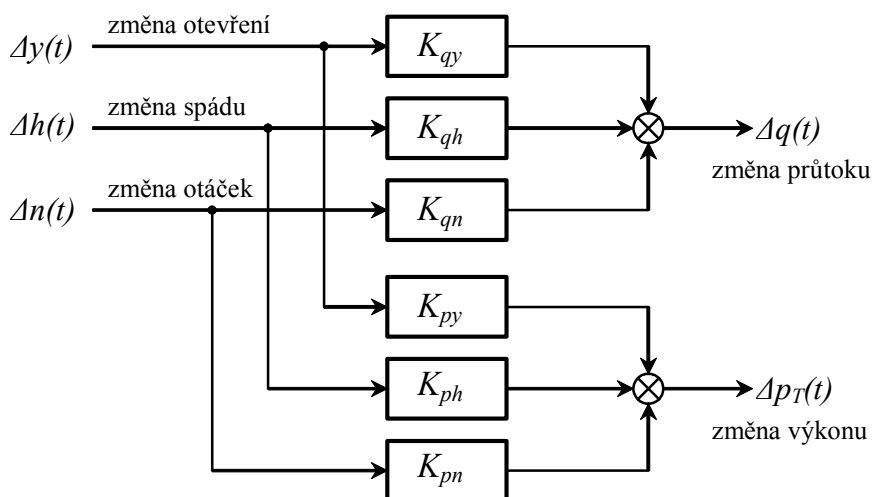 změna otevření
Δy(t)
K_qy
změna spádu
Δh(t)
K_qh
Δq(t)
změna průtoku
změna otáček
Δn(t)
K_qn
K_py
K_ph
Δp_T(t)
změna výkonu
K_pn